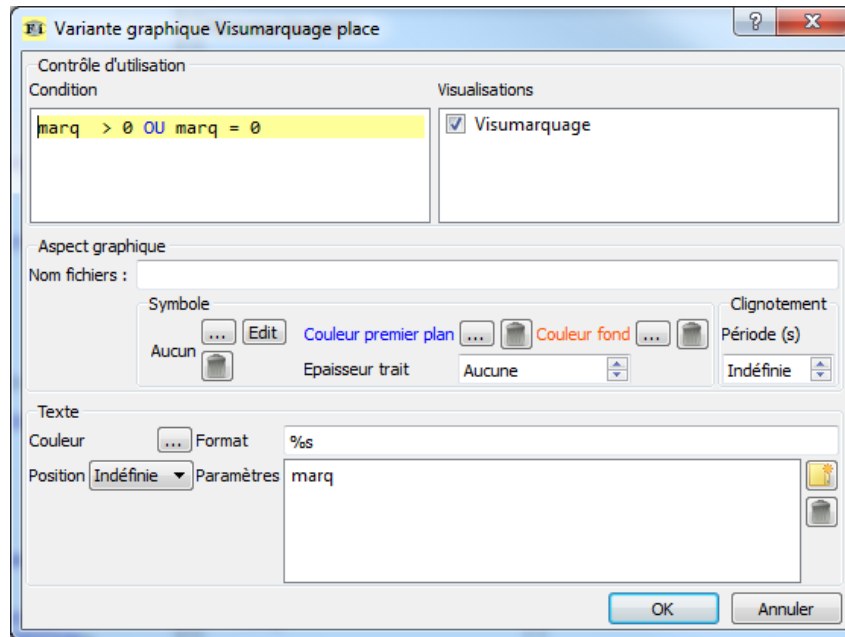 Variante graphique Visumarquage place
Contrôle d'utilisation
Condition
Visualisations
marq  > 0 OU marq = 0
Visumarquage
Aspect graphique
Nom fichiers :
Symbole
Clignotement
... Edit Couleur premier plan ... Couleur fond ... Période (s)
Aucun
Epaisseur trait Aucune Indéfinie
Texte
Couleur ... Format %s
Position Indéfinie Paramètres marq
OK Annuler